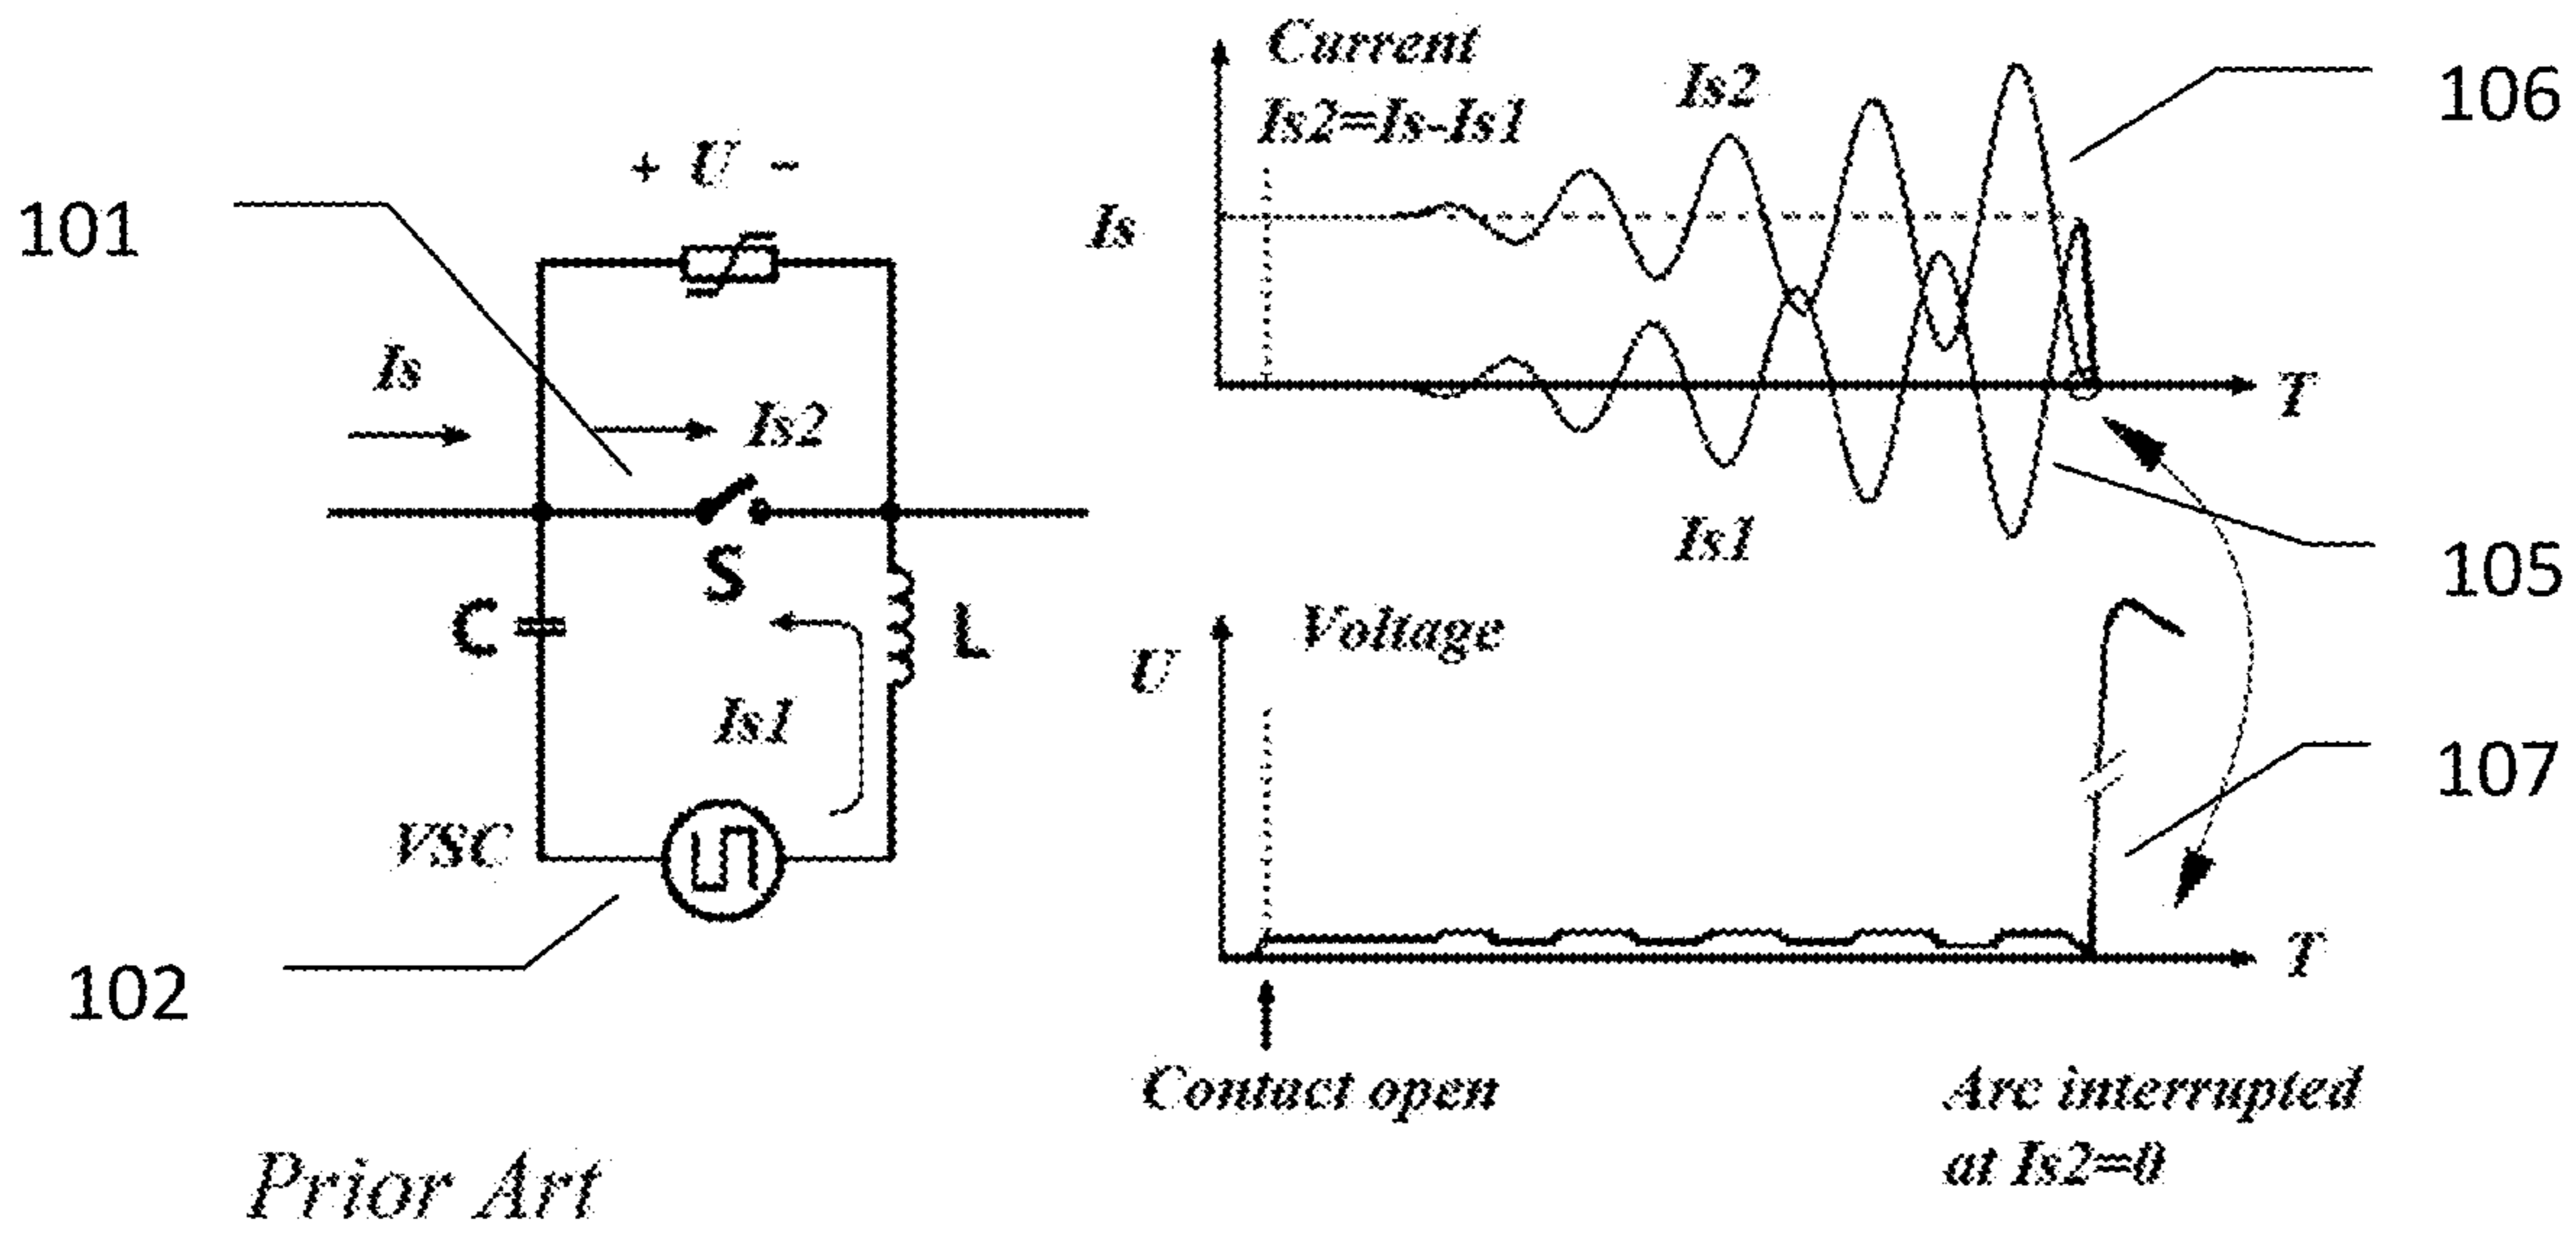 101
+ U -
Is
Is2
S
C
L
Is1
VSC
102
Prior Art
Current
Is2=Is-Is1
Is2
106
Is
T
Is1
105
Voltage
U
107
T
Contact open
Arc interrupted
at Is2=0